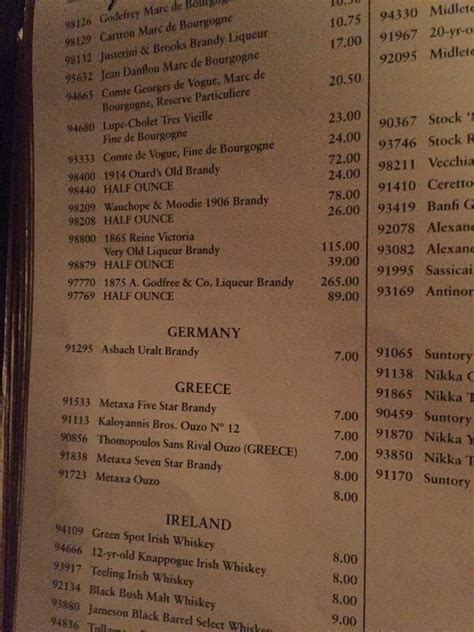 98126 Godefrey Marc de Bourgogne 10.50
98129 Cartron Marc de Bourgogne 10.75
98132 Justerini & Brooks Brandy Liqueur 17.00
95632 Jean Danflou Marc de Bourgogne
94665 Comte Georges de Vogue, Marc de
Bourgogne, Reserve Particuliere 20.50
94680 Lupe-Cholet Tres Vieille
Fine de Bourgogne 23.00
95333 Comte de Vogue, Fine de Bourgogne 24.00
98400 1914 Otard's Old Brandy 72.00
98440 HALF OUNCE 24.00
98209 Wauchope & Moodie 1906 Brandy 78.00
98208 HALF OUNCE 26.00
98800 1865 Reine Victoria
Very Old Liqueur Brandy 115.00
98879 HALF OUNCE 39.00
97770 1875 A. Godfree & Co. Liqueur Brandy 265.00
97769 HALF OUNCE 89.00
GERMANY
91295 Asbach Uralt Brandy 7.00
GREECE
91533 Metaxa Five Star Brandy 7.00
91113 Kaloyannis Bros. Ouzo Nº 12 7.00
90856 Thomopoulos Sans Rival Ouzo (GREECE) 7.00
91838 Metaxa Seven Star Brandy 8.00
91723 Metaxa Ouzo 8.00
IRELAND
94109 Green Spot Irish Whiskey 8.00
94666 12-yr-old Knappogue Irish Whiskey 8.00
93917 Teeling Irish Whiskey 8.00
92134 Black Bush Malt Whiskey 8.00
93880 Jameson Black Barrel Select Whiskey 9.00
94836
94330 Midlet
91967 20-yr-o
92095 Midlet
90367 Stock '8
93746 Stock R
98211 Vecchia
91410 Ceretto
93419 Banfi G
92078 Alexan
93082 Alexan
91995 Sassicai
93169 Antinor
91065 Suntory
91138 Nikka C
91865 Nikka T
90459 Suntory
91870 Nikka Y
93850 Nikka T
91170 Suntory